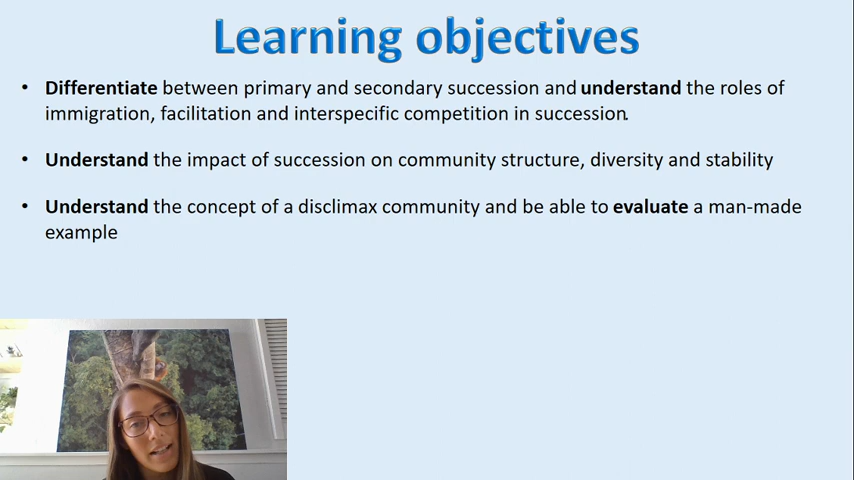 Learning objectives
• Differentiate between primary and secondary succession and understand the roles of
immigration, facilitation and interspecific competition in succession.
• Understand the impact of succession on community structure, diversity and stability
• Understand the concept of a disclimax community and be able to evaluate a man-made
example